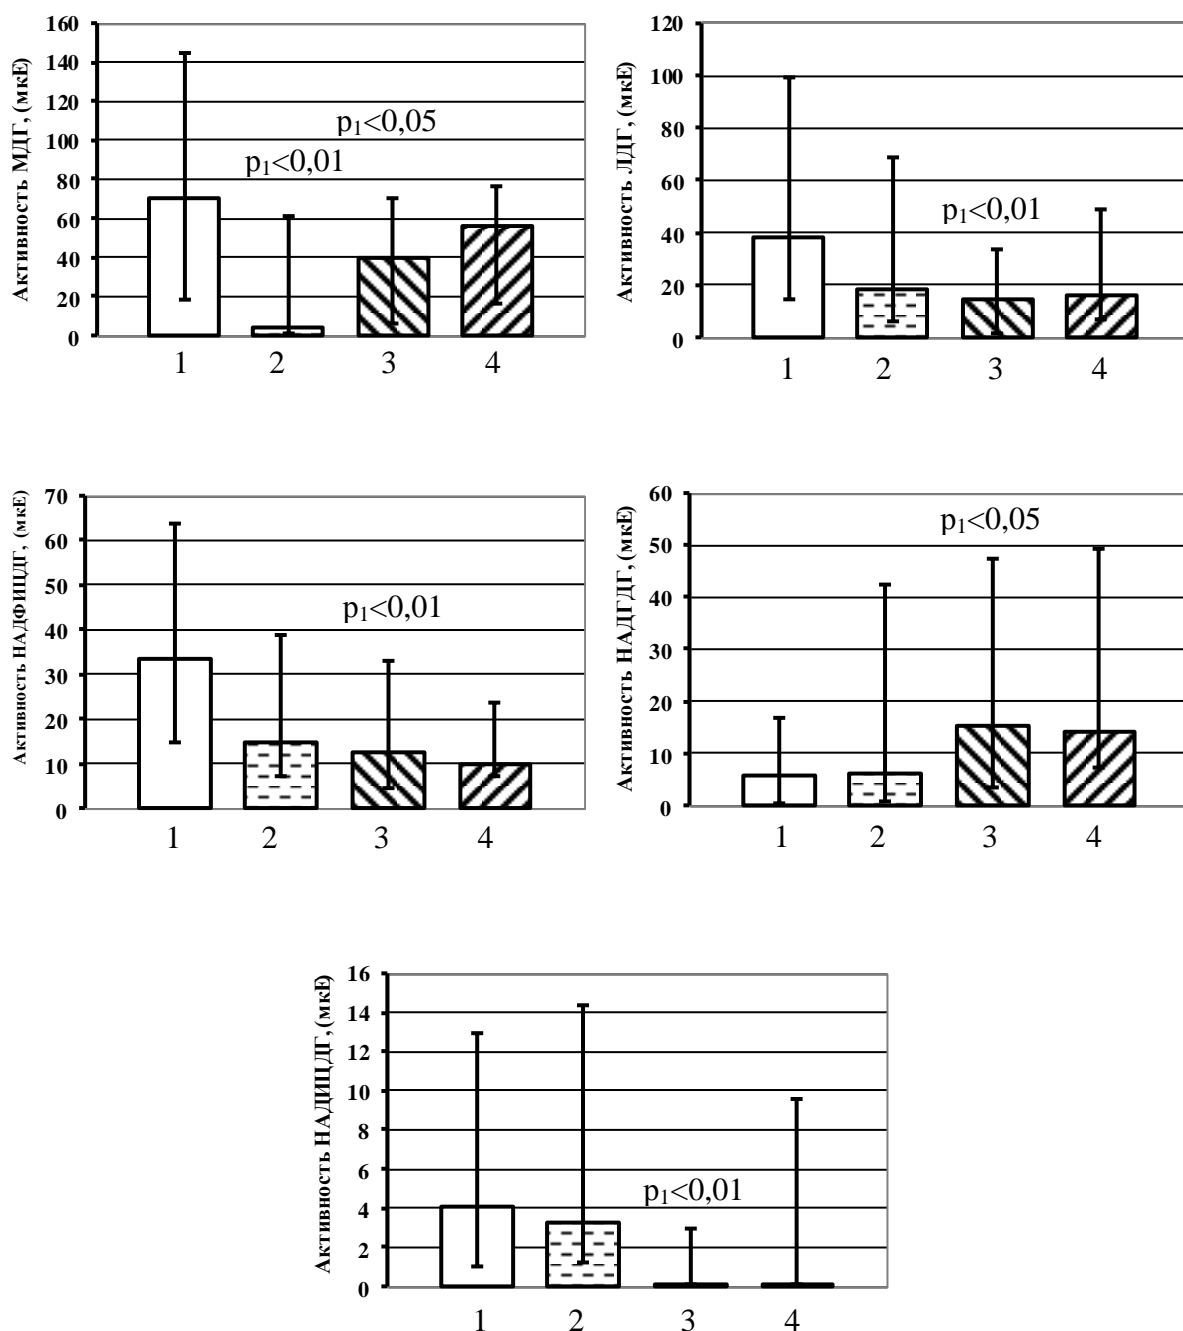 Активность МДГ, (мкЕ)
160
140
120
100
80
60
40
20
0
p₁<0,05
p₁<0,01
1 2 3 4
Активность ЛДГ, (мкЕ)
120
100
80
60
40
20
0
p₁<0,01
1 2 3 4
Активность НАДФИЦДГ, (мкЕ)
70
60
50
40
30
20
10
0
p₁<0,01
1 2 3 4
Активность НАДГДГ, (мкЕ)
60
50
40
30
20
10
0
p₁<0,05
1 2 3 4
Активность НАДИЦДГ, (мкЕ)
16
14
12
10
8
6
4
2
0
p₁<0,01
1 2 3 4